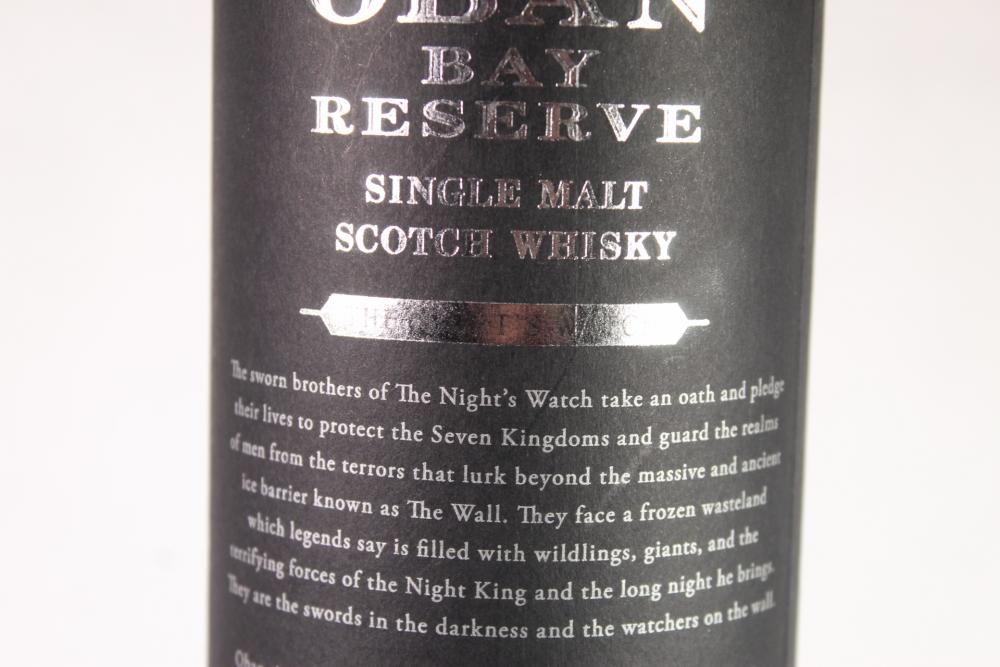 OBAN
BAY
RESERVE
SINGLE MALT
SCOTCH WHISKY
THE NIGHT'S WATCH
The sworn brothers of The Night's Watch take an oath and pledge
their lives to protect the Seven Kingdoms and guard the realms
of men from the terrors that lurk beyond the massive and ancient
ice barrier known as The Wall. They face a frozen wasteland
which legends say is filled with wildlings, giants, and the
terrifying forces of the Night King and the long night he brings.
They are the swords in the darkness and the watchers on the wall.